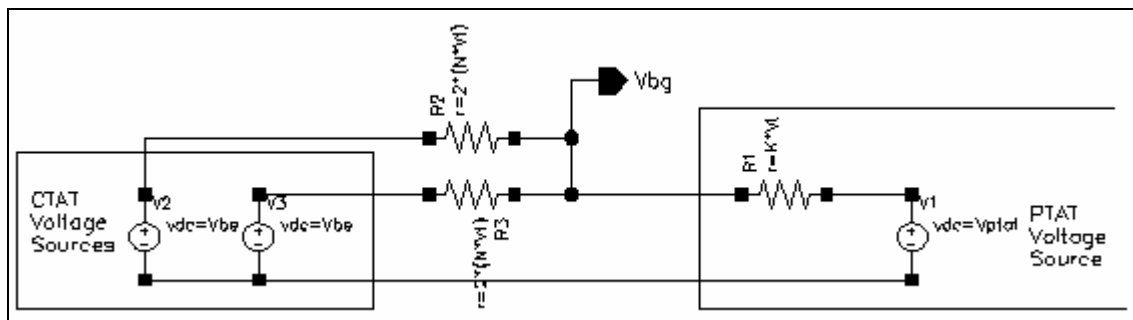 R2
r=2*(N*Vt)
Vbg
R1
r=K*Vt
CTAT
Voltage
Sources
V2
vdc=Vbe
V3
vdc=Vbe
r=2*(N*Vt)
R3
V1
vdc=Vptat
PTAT
Voltage
Source